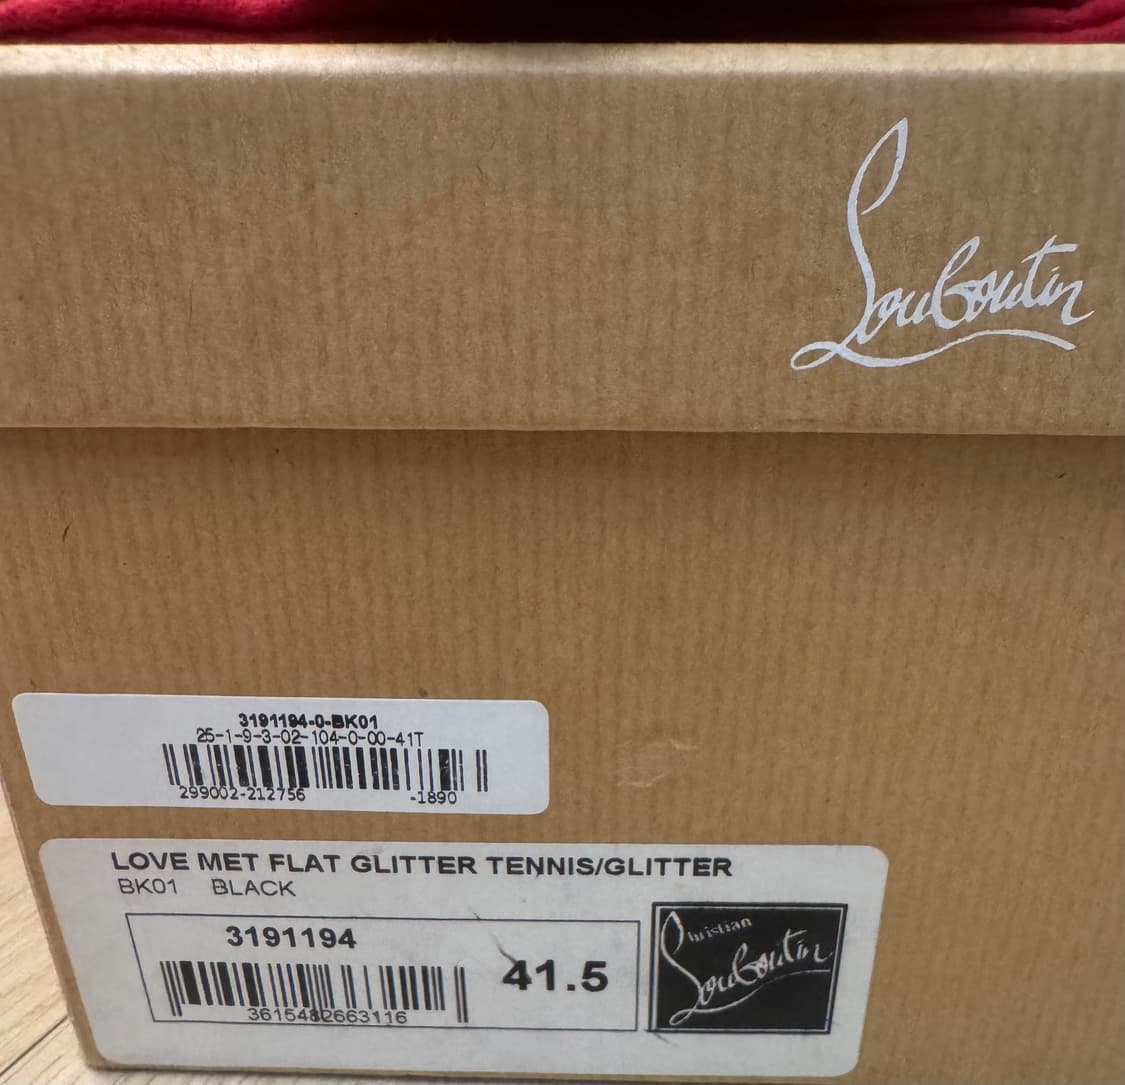 Louboutin
3191194-0-BK01
25-1-9-3-02-104-0-00-41T
299002-212756 -1890
LOVE MET FLAT GLITTER TENNIS/GLITTER
BK01 BLACK
3191194
41.5
3615482663116
Christian
Louboutin